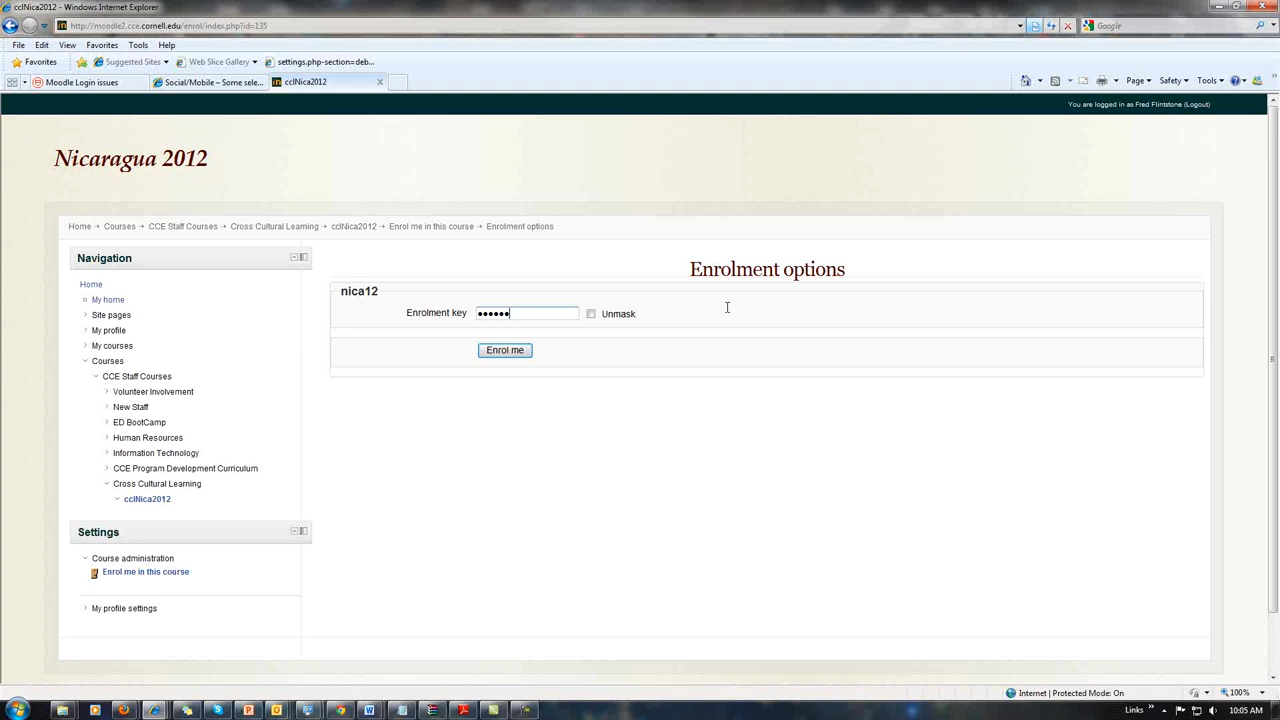 cclNica2012 - Windows Internet Explorer
http://moodle2.cce.cornell.edu/enrol/index.php?id=135
Google
File Edit View Favorites Tools Help
Favorites Suggested Sites Web Slice Gallery settings.php-section=deb...
Moodle Login issues Social/Mobile – Some sele... cclNica2012 Page Safety Tools
You are logged in as Fred Flintstone (Logout)
Nicaragua 2012
Home Courses CCE Staff Courses Cross Cultural Learning cclNica2012 Enrol me in this course Enrolment options
Navigation
Home
My home
Site pages
My profile
My courses
Courses
CCE Staff Courses
Volunteer Involvement
New Staff
ED BootCamp
Human Resources
Information Technology
CCE Program Development Curriculum
Cross Cultural Learning
cclNica2012
Settings
Course administration
Enrol me in this course
My profile settings
Enrolment options
nica12
Enrolment key •••••• Unmask
Enrol me
Internet | Protected Mode: On
100%
Links
10:05 AM